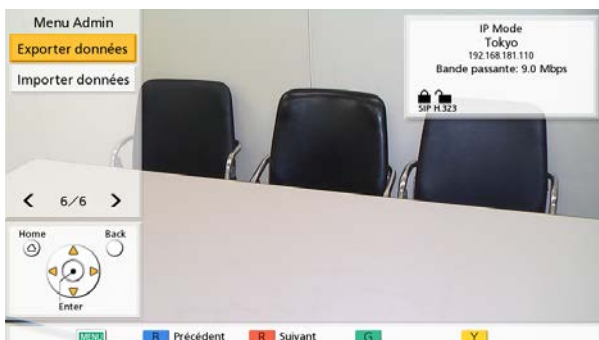 Menu Admin
Exporter données
Importer données
6/6
Home
Back
Enter
IP Mode
Tokyo
192.168.181.110
Bande passante: 9.0 Mbps
SIP H.323
MENU B Précédent R Suivant G Y